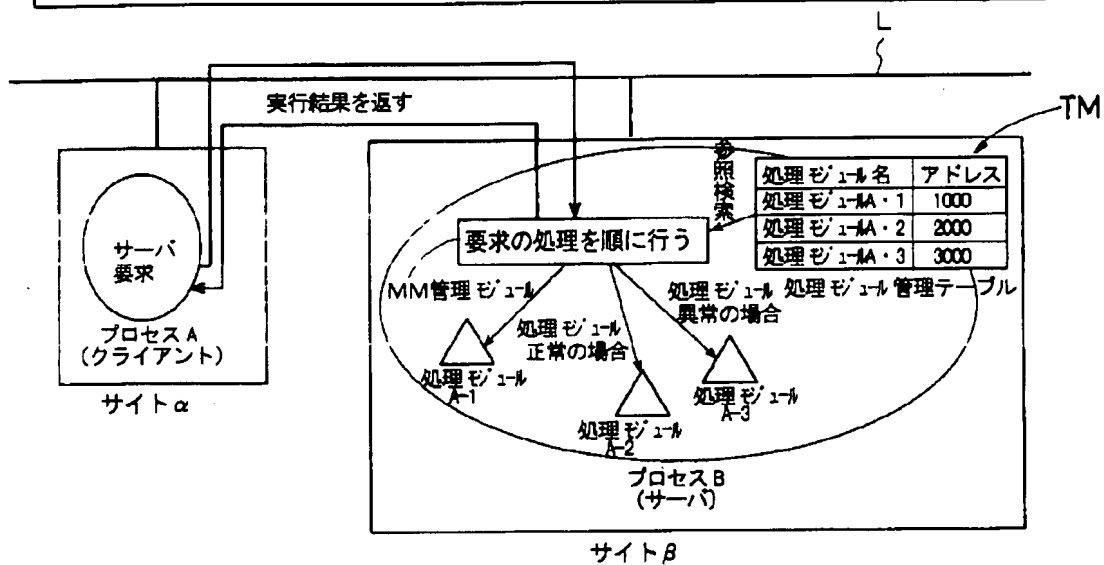 L
実行結果を返す
TM
サーバ
要求
プロセスA
(クライアント)
サイトα
参照検索
処理モジュール名 アドレス
処理モジュールA・1 1000
処理モジュールA・2 2000
処理モジュールA・3 3000
処理モジュール管理テーブル
要求の処理を順に行う
MM管理モジュール
処理モジュール
正常の場合
処理モジュール
異常の場合
処理モジュール
A-1
処理モジュール
A-2
処理モジュール
A-3
プロセスB
(サーバ)
サイトβ